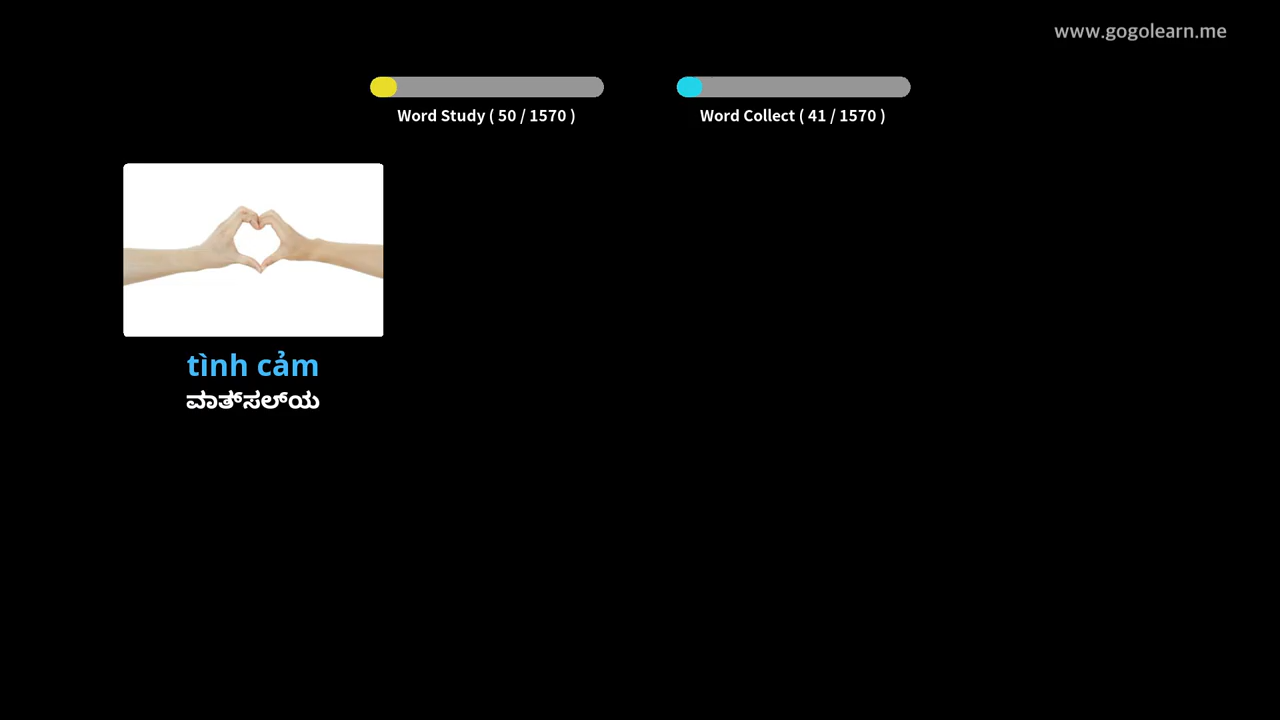 www.gogolearn.me
Word Study ( 50 / 1570 )
Word Collect ( 41 / 1570 )
tình cảm
ವಾತ್‌ಸಲ್‌ಯ